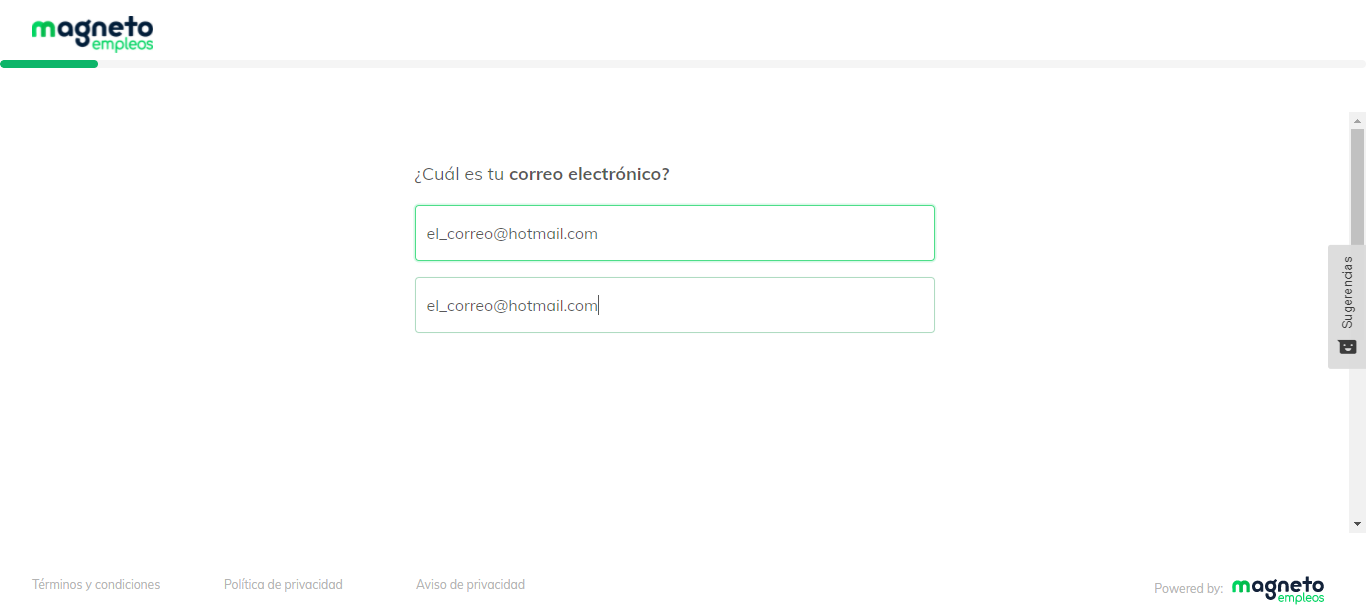 magneto
empleos
¿Cuál es tu correo electrónico?
el_correo@hotmail.com
el_correo@hotmail.com
Sugerencias
Términos y condiciones
Política de privacidad
Aviso de privacidad
Powered by:
magneto
empleos